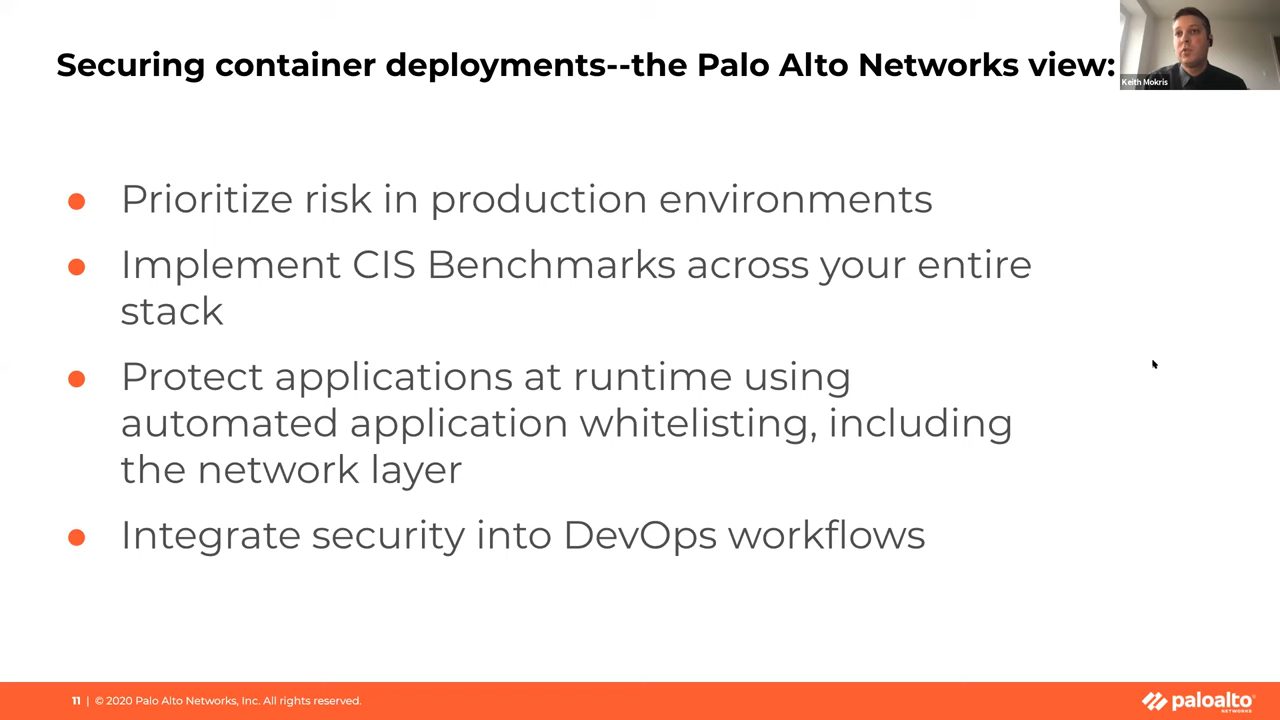 Securing container deployments--the Palo Alto Networks view:
Keith Mokris
● Prioritize risk in production environments
● Implement CIS Benchmarks across your entire
stack
● Protect applications at runtime using
automated application whitelisting, including
the network layer
● Integrate security into DevOps workflows
11 | © 2020 Palo Alto Networks, Inc. All rights reserved.
paloalto®
NETWORKS